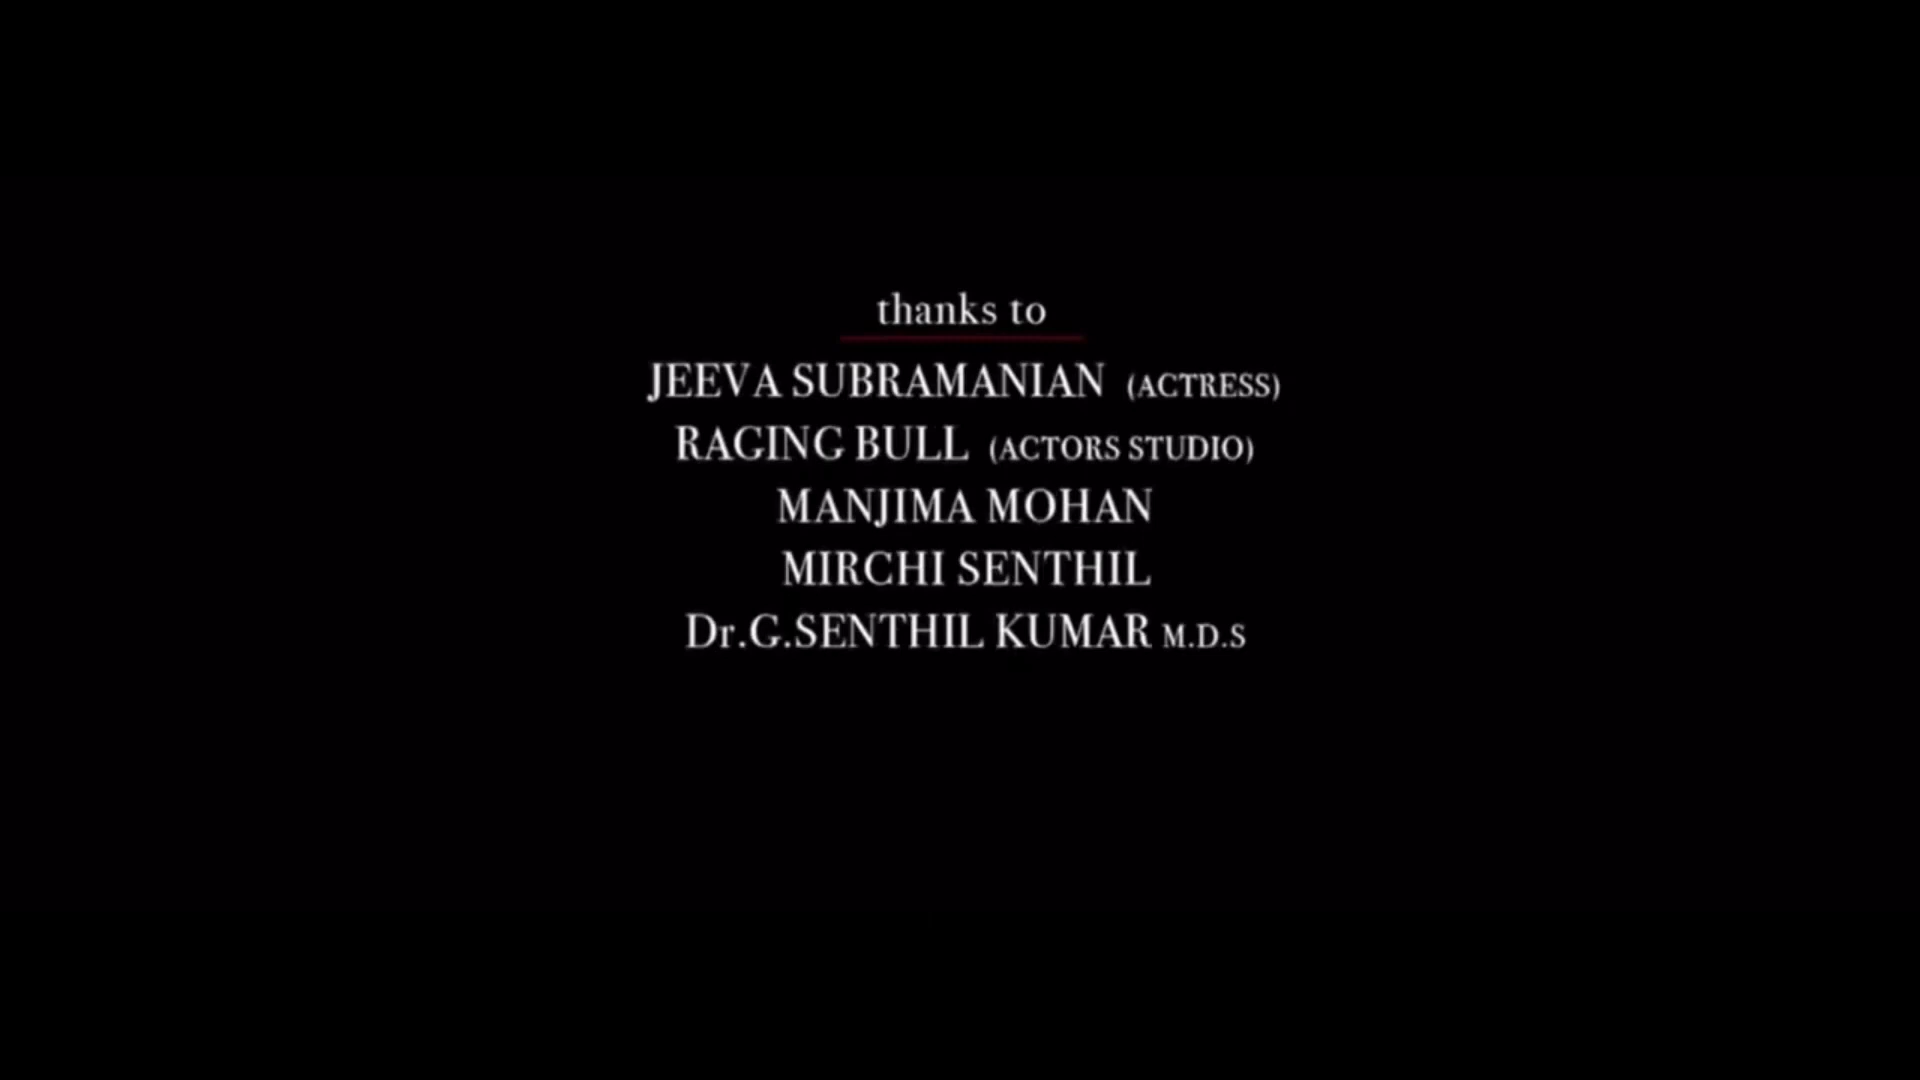 thanks to
JEEVA SUBRAMANIAN (ACTRESS)
RAGING BULL (ACTORS STUDIO)
MANJIMA MOHAN
MIRCHI SENTHIL
Dr.G.SENTHIL KUMAR M.D.S